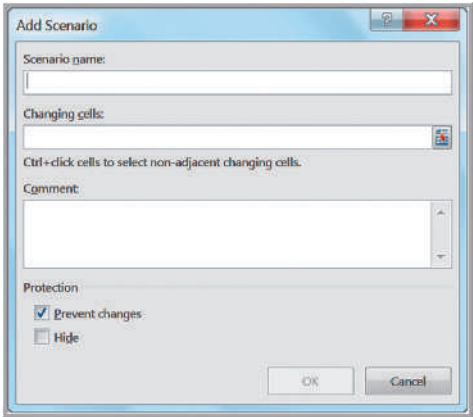 Add Scenario
?
Scenario name:
Changing cells:
Ctrl+click cells to select non-adjacent changing cells.
Comment:
Protection
Prevent changes
Hide
OK
Cancel